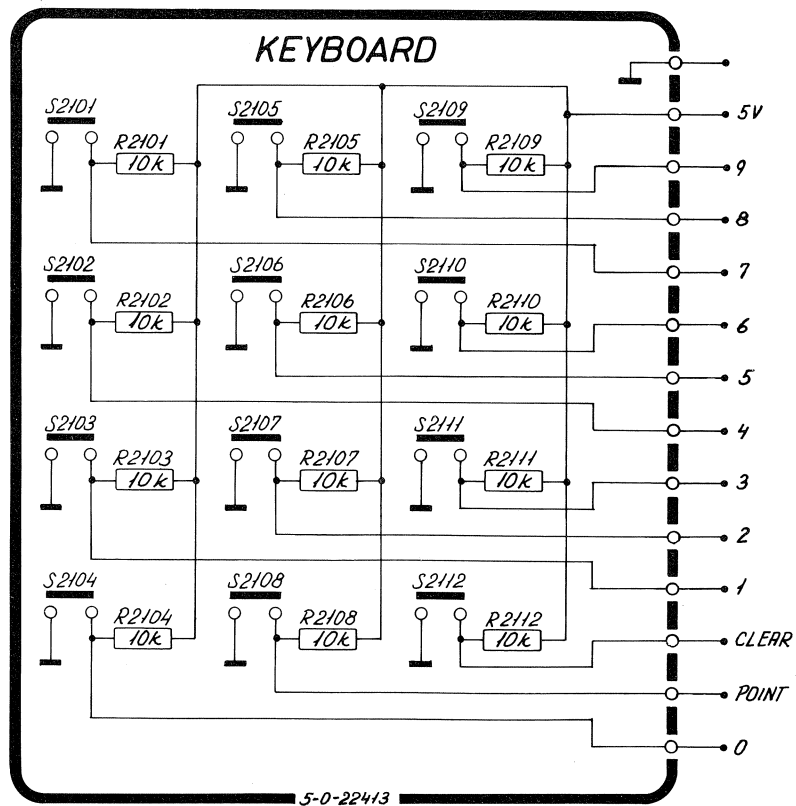 KEYBOARD
S2101
S2105
S2109
5V
R2101
R2105
R2109
10k
10k
10k
9
8
S2102
S2106
S2110
7
R2102
R2106
R2110
10k
10k
10k
6
5
S2103
S2107
S2111
4
R2103
R2107
R2111
10k
10k
10k
3
2
S2104
S2108
S2112
1
R2104
R2108
R2112
10k
10k
10k
CLEAR
POINT
0
5-0-22413